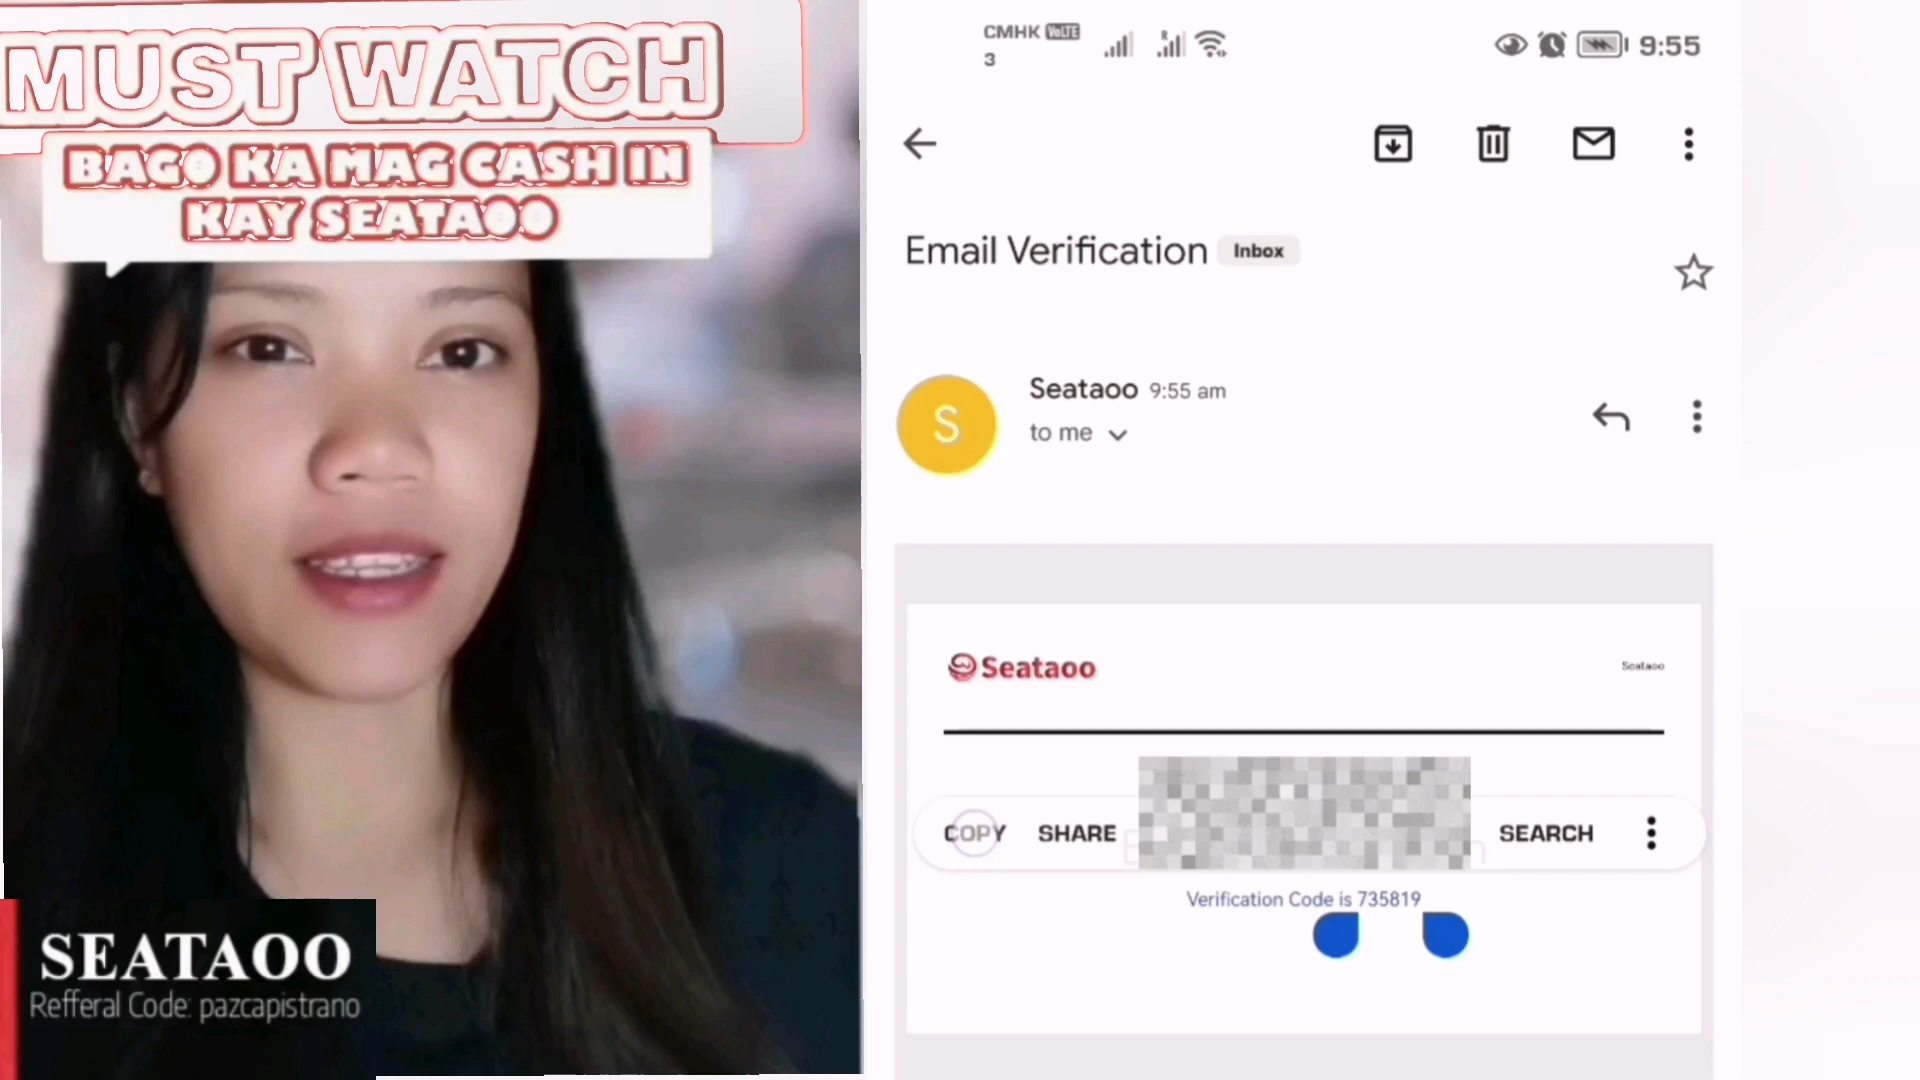 MUST WATCH
BAGO KA MAG CASH IN
KAY SEATAOO
SEATAOO
Refferal Code: pazcapistrano
CMHK VoLTE
3
R
9:55
Email Verification Inbox
S
Seataoo 9:55 am
to me
Seataoo
Seataoo
COPY SHARE SEARCH
Verification Code is 735819